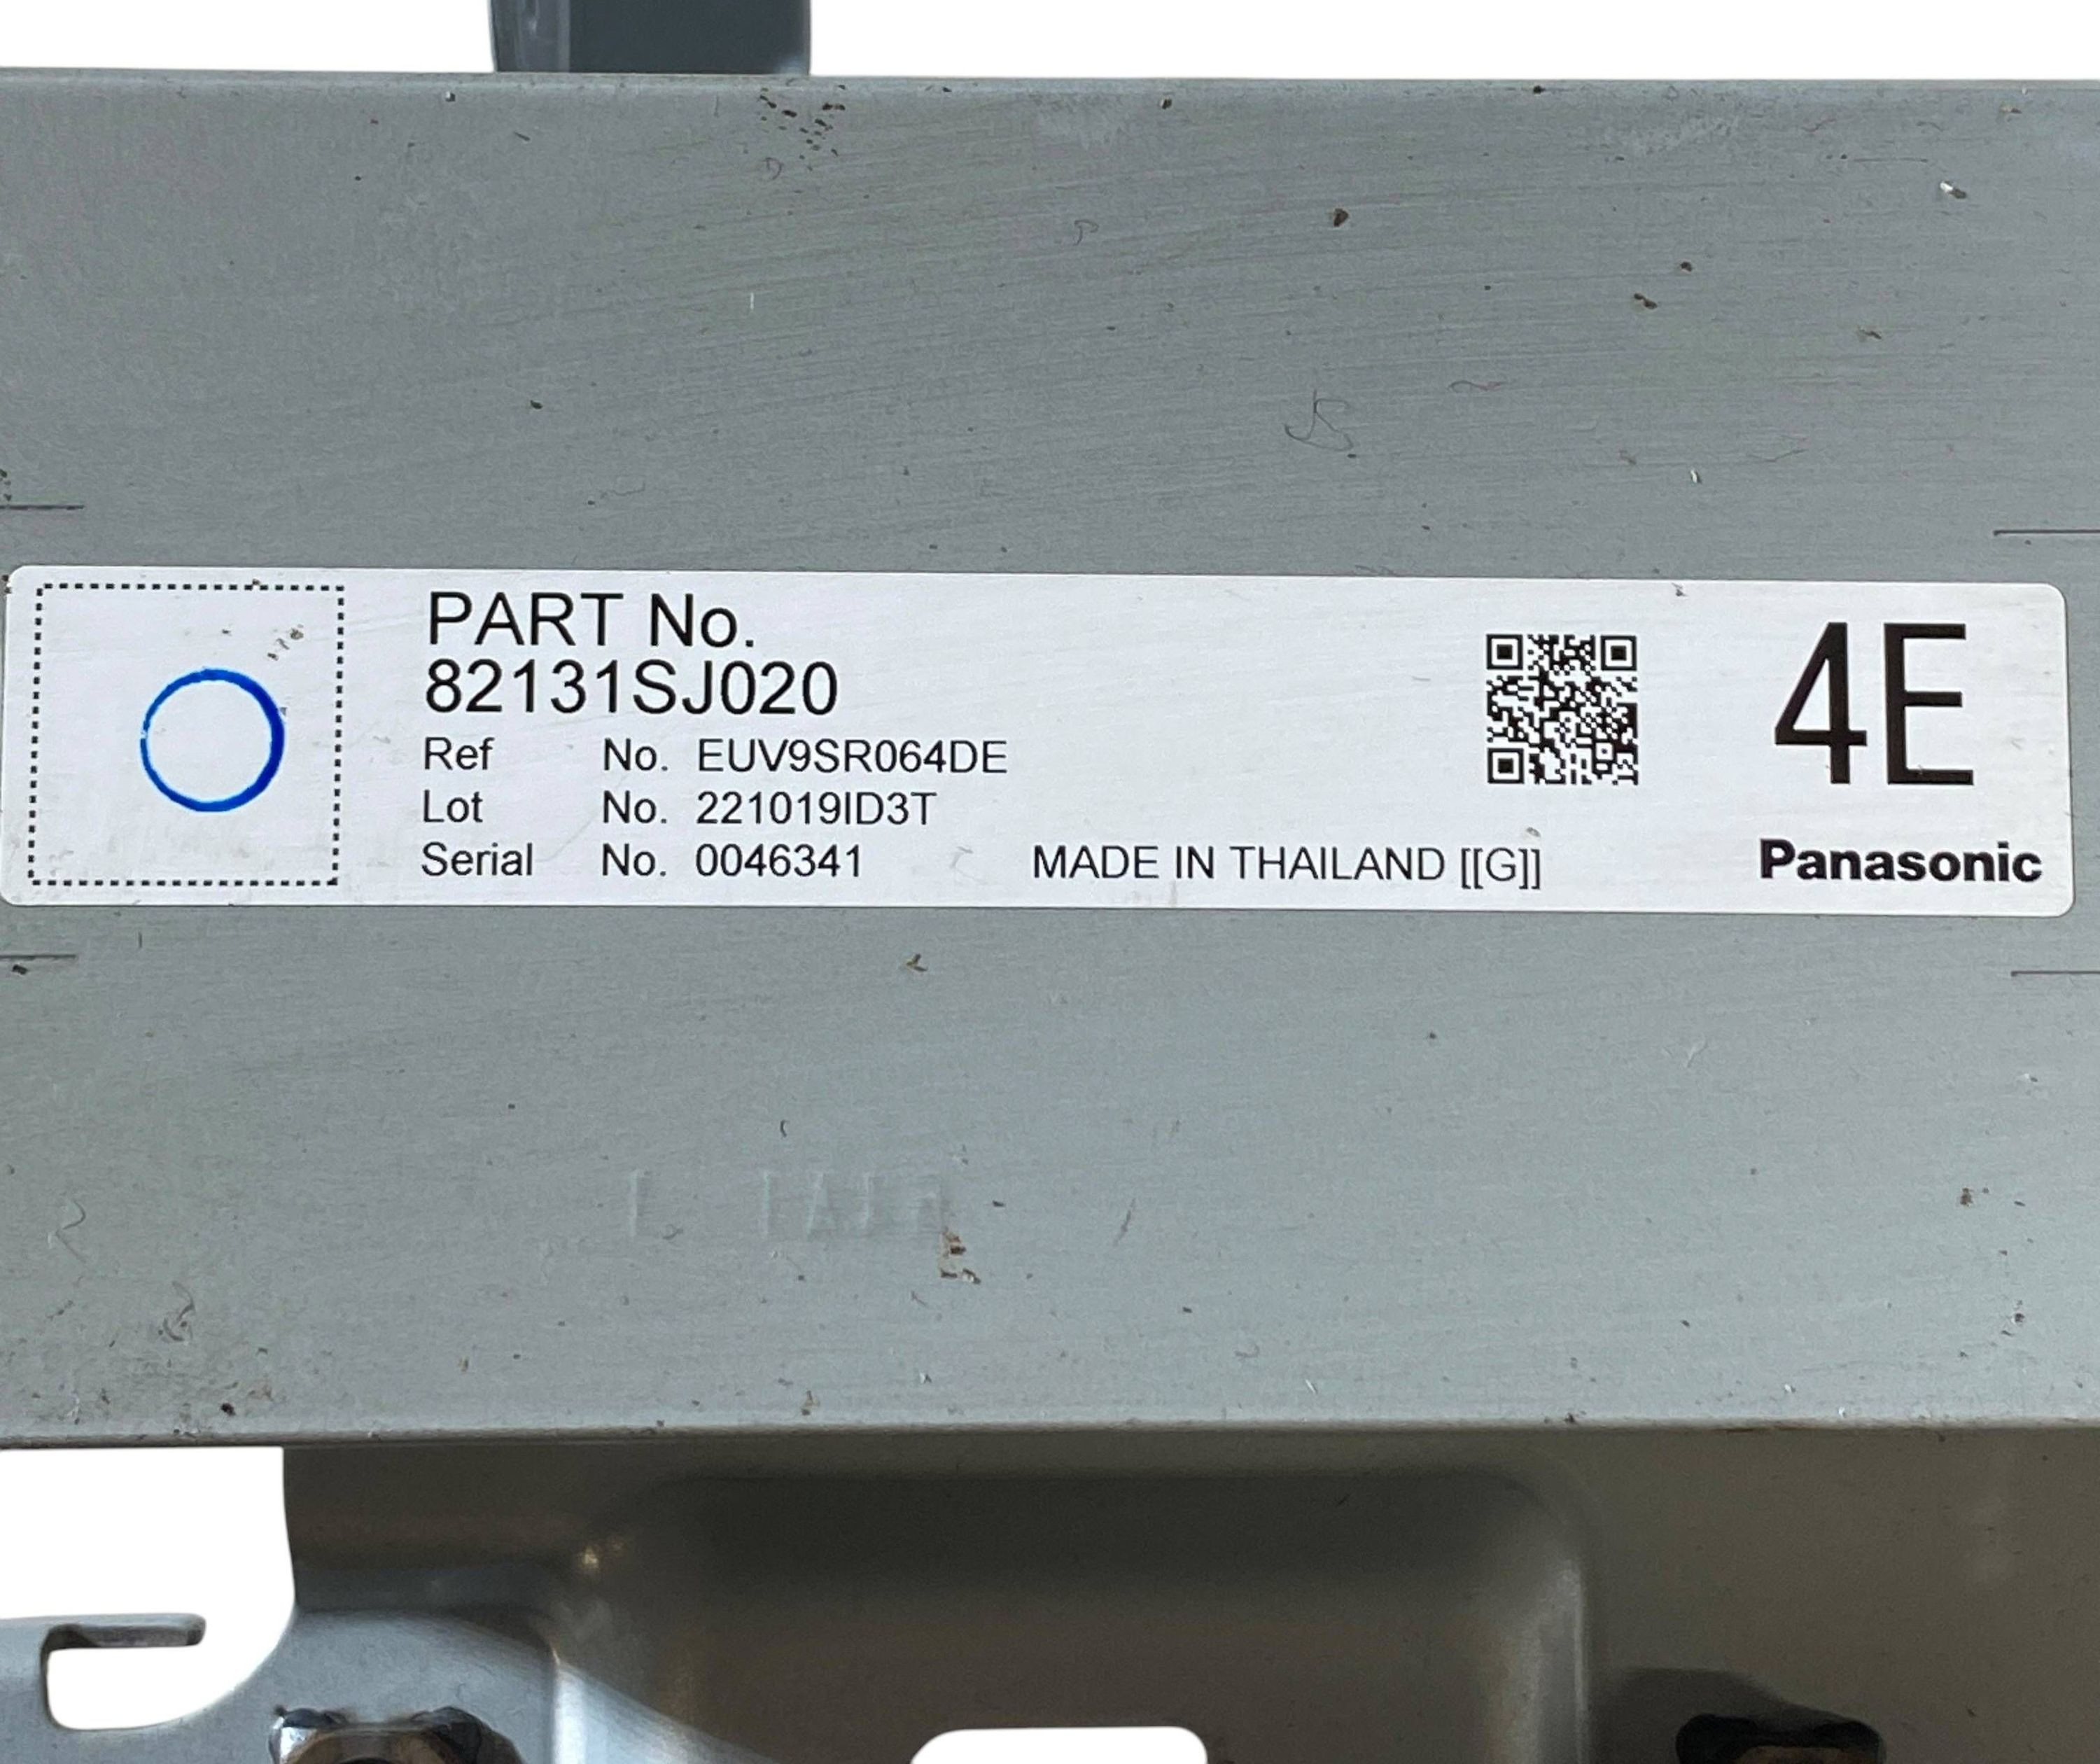 PART No.
82131SJ020
Ref No. EUV9SR064DE
Lot No. 221019ID3T
Serial No. 0046341
MADE IN THAILAND [[G]]
4E
Panasonic